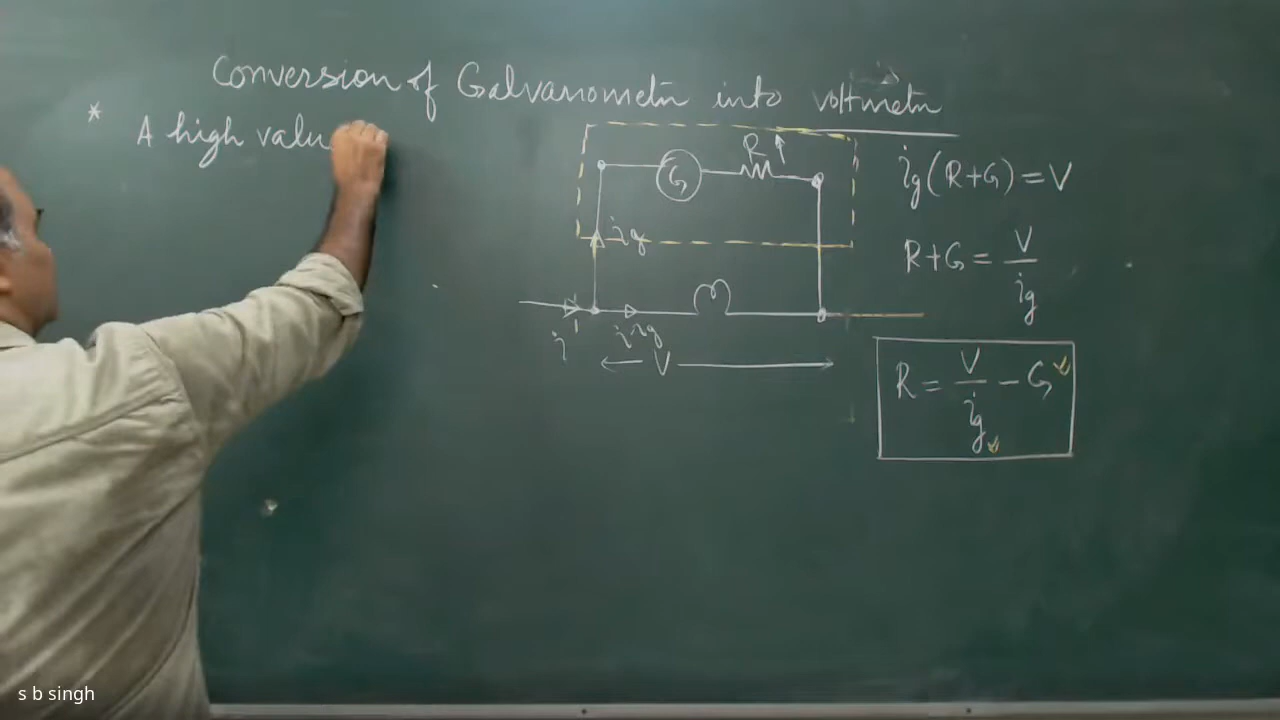 Conversion of Galvanometer into voltmeter
* A high valu
R
G
ig
i
i-ig
V
ig(R+G) = V
R+G = V/ig
R = V/ig - G
s b singh